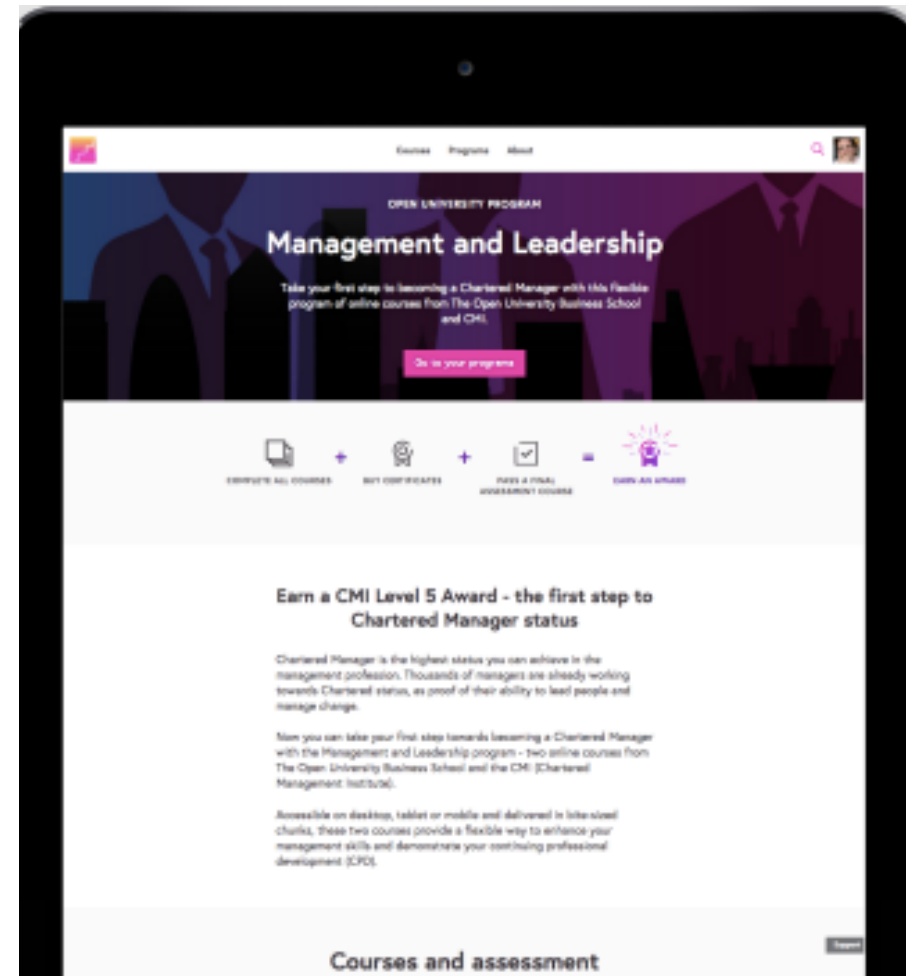 Courses Programs About
OPEN UNIVERSITY PROGRAM
Management and Leadership
Take your first step to becoming a Chartered Manager with this flexible
program of online courses from The Open University Business School
and CMI.
Go to your programs
COMPLETE ALL COURSES + BUY CERTIFICATES + PASS A FINAL
ASSESSMENT COURSE = EARN AN AWARD
Earn a CMI Level 5 Award - the first step to
Chartered Manager status
Chartered Manager is the highest status you can achieve in the
management profession. Thousands of managers are already working
towards Chartered status, as proof of their ability to lead people and
manage change.
Now you can take your first step towards becoming a Chartered Manager
with the Management and Leadership program - two online courses from
The Open University Business School and the CMI (Chartered
Management Institute).
Accessible on desktop, tablet or mobile and delivered in bite-sized
chunks, these two courses provide a flexible way to enhance your
management skills and demonstrate your continuing professional
development (CPD).
Support
Courses and assessment